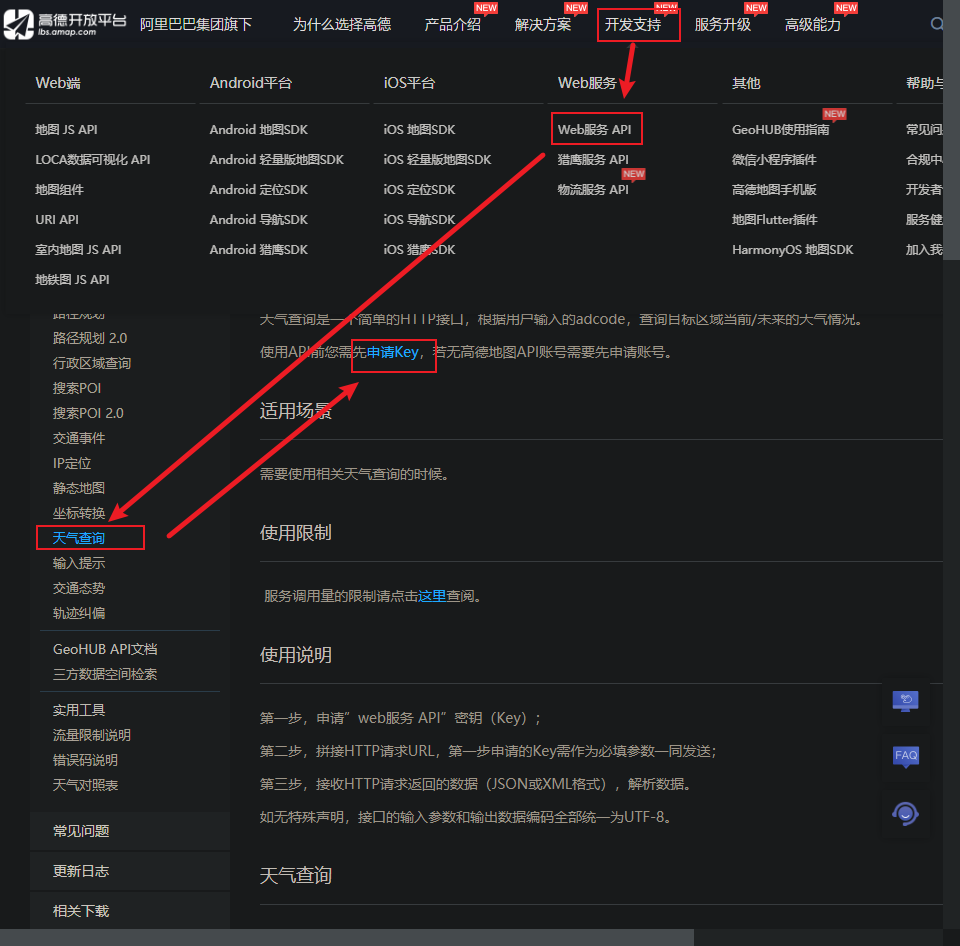 高德开放平台
lbs.amap.com
阿里巴巴集团旗下
为什么选择高德
产品介绍
NEW
解决方案
NEW
开发支持
NEW
服务升级
NEW
高级能力
NEW
Web端
地图 JS API
LOCA数据可视化 API
地图组件
URI API
室内地图 JS API
地铁图 JS API
Android平台
Android 地图SDK
Android 轻量版地图SDK
Android 定位SDK
Android 导航SDK
Android 猎鹰SDK
iOS平台
iOS 地图SDK
iOS 轻量版地图SDK
iOS 定位SDK
iOS 导航SDK
iOS 猎鹰SDK
Web服务
Web服务 API
猎鹰服务 API
物流服务 API
NEW
其他
GeoHUB使用指南
NEW
微信小程序插件
高德地图手机版
地图Flutter插件
HarmonyOS 地图SDK
帮助与
常见问
合规中
开发者
服务健
加入我
路径规划
路径规划 2.0
行政区域查询
搜索POI
搜索POI 2.0
交通事件
IP定位
静态地图
坐标转换
天气查询
输入提示
交通态势
轨迹纠偏
GeoHUB API文档
三方数据空间检索
实用工具
流量限制说明
错误码说明
天气对照表
常见问题
更新日志
相关下载
天气查询是一个简单的HTTP接口，根据用户输入的adcode，查询目标区域当前/未来的天气情况。
使用API前您需先申请Key，若无高德地图API账号需要先申请账号。
适用场景
需要使用相关天气查询的时候。
使用限制
服务调用量的限制请点击这里查阅。
使用说明
第一步，申请”web服务 API”密钥（Key）；
第二步，拼接HTTP请求URL，第一步申请的Key需作为必填参数一同发送；
第三步，接收HTTP请求返回的数据（JSON或XML格式），解析数据。
如无特殊声明，接口的输入参数和输出数据编码全部统一为UTF-8。
天气查询
FAQ